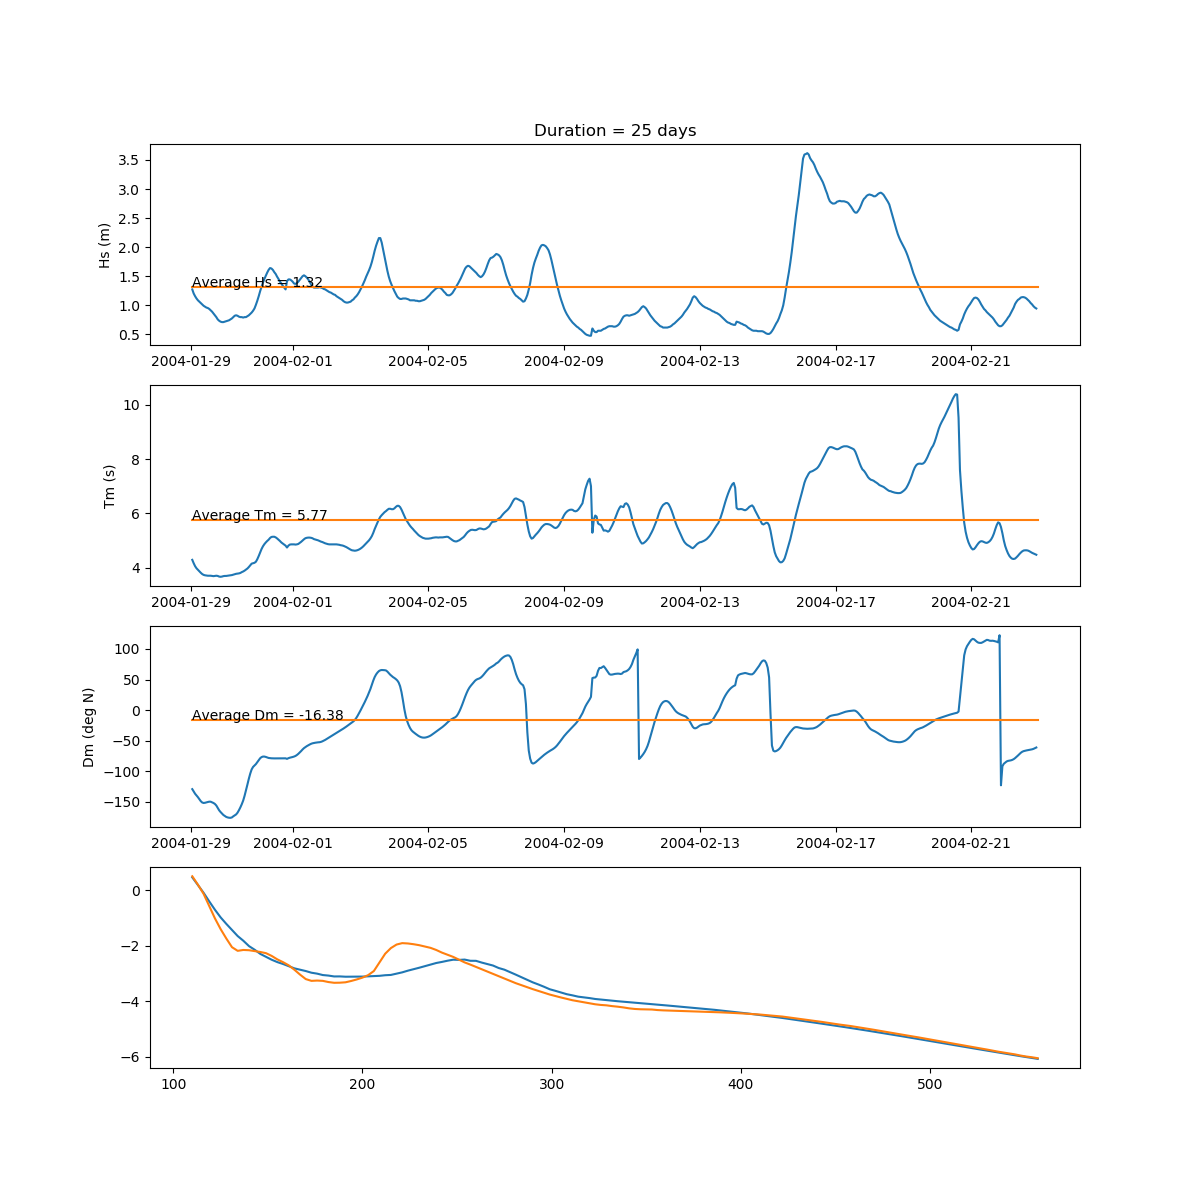 Duration = 25 days
3.5
3.0
2.5
2.0
1.5
1.0
0.5
Hs (m)
Average Hs = 1.32
2004-01-29 2004-02-01 2004-02-05 2004-02-09 2004-02-13 2004-02-17 2004-02-21
10
8
6
4
Tm (s)
Average Tm = 5.77
2004-01-29 2004-02-01 2004-02-05 2004-02-09 2004-02-13 2004-02-17 2004-02-21
100
50
0
−50
−100
−150
Dm (deg N)
Average Dm = -16.38
2004-01-29 2004-02-01 2004-02-05 2004-02-09 2004-02-13 2004-02-17 2004-02-21
0
−2
−4
−6
100 200 300 400 500